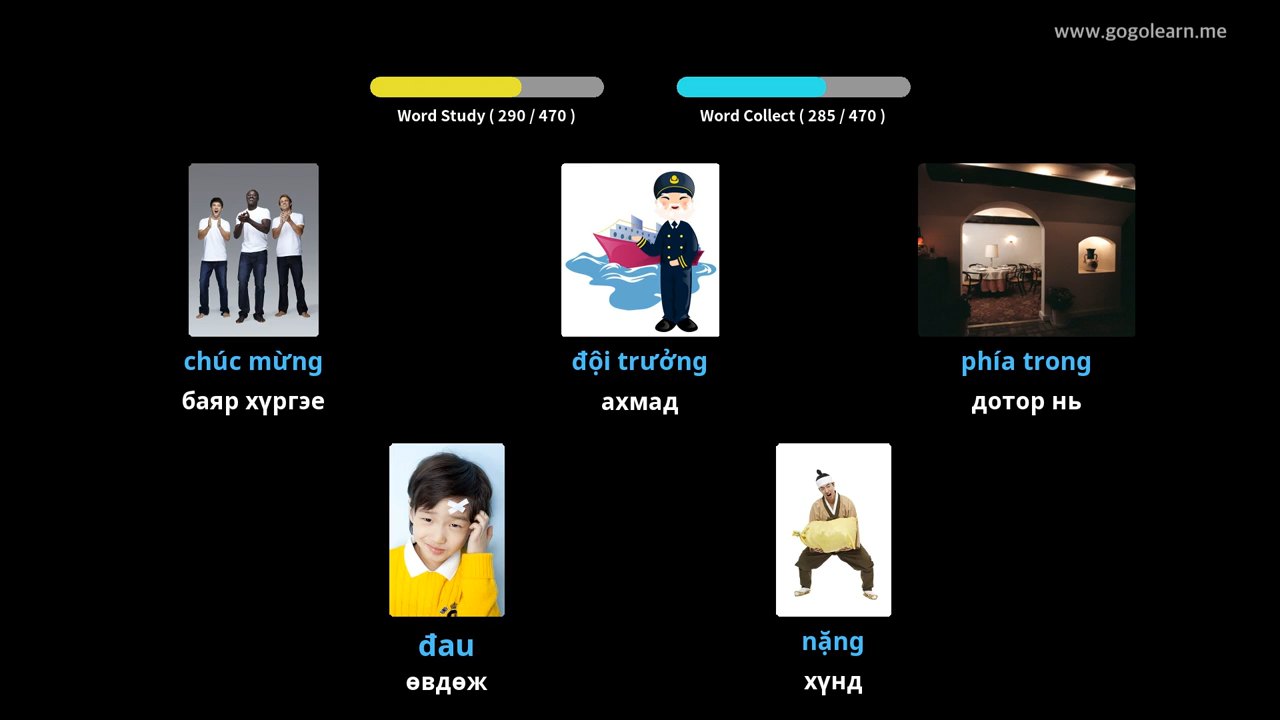 www.gogolearn.me
Word Study ( 290 / 470 )
Word Collect ( 285 / 470 )
chúc mừng
баяр хүргэе
đội trưởng
ахмад
phía trong
дотор нь
đau
өвдөж
nặng
хүнд